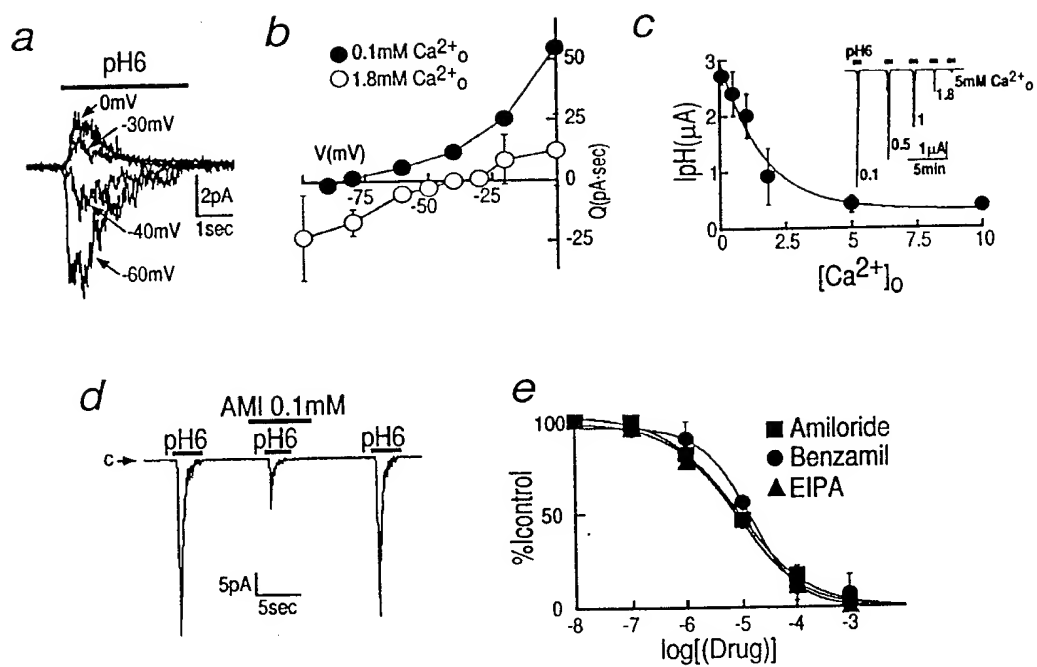 a
pH6
0mV
-30mV
-40mV
-60mV
2pA
1sec
b
0.1mM Ca2+o
1.8mM Ca2+o
V(mV)
-75
-50
-25
50
25
0
-25
Q(pA·sec)
c
pH6
5mM Ca2+o
1.8
1
0.5
0.1
1µA
5min
IpH(µA)
3
2
1
0
0
2.5
5
7.5
10
[Ca2+]o
d
AMI 0.1mM
pH6
pH6
pH6
c
5pA
5sec
e
Amiloride
Benzamil
EIPA
%Icontrol
100
50
0
-8
-7
-6
-5
-4
-3
log[(Drug)]